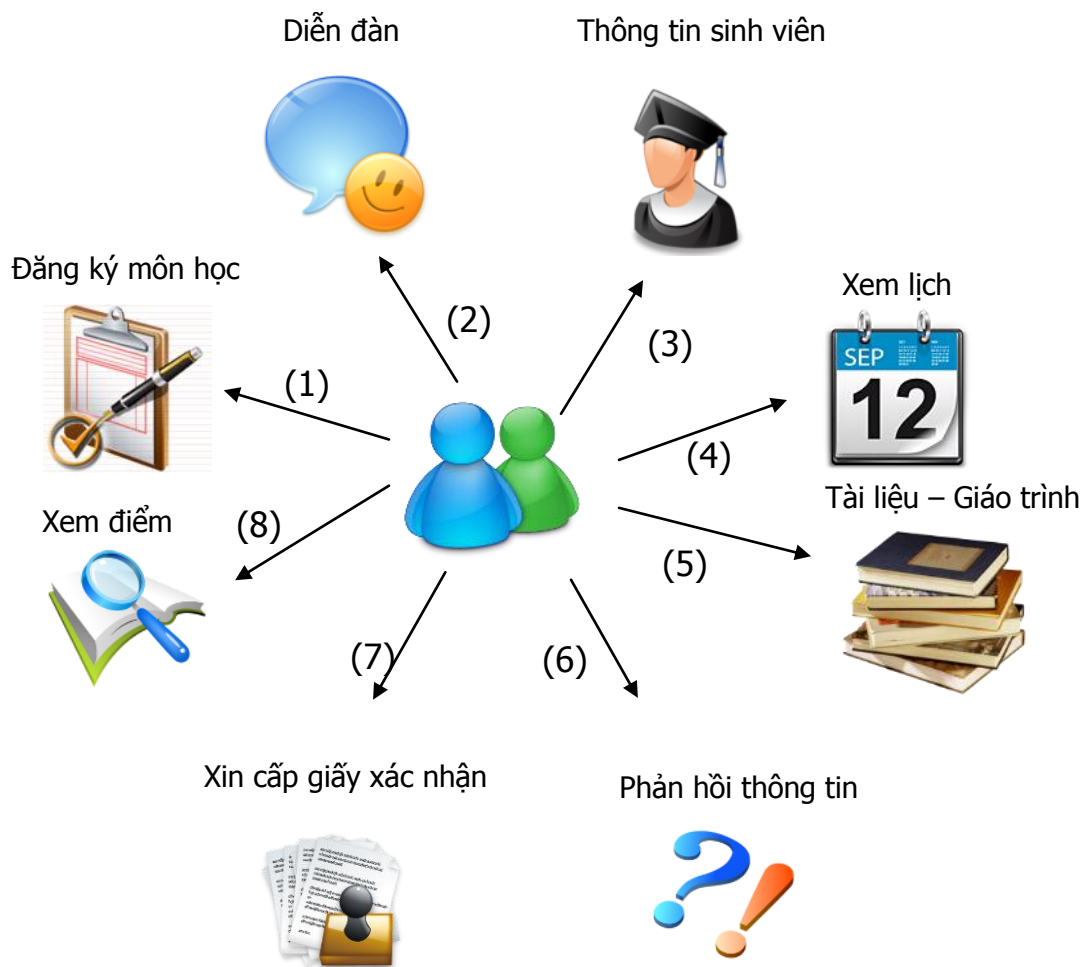 Diễn đàn
Thông tin sinh viên
Đăng ký môn học
Xem lịch
(2)
(3)
SEP
12
(1)
(4)
Tài liệu – Giáo trình
Xem điểm
(8)
(5)
(7)
(6)
Xin cấp giấy xác nhận
Phản hồi thông tin